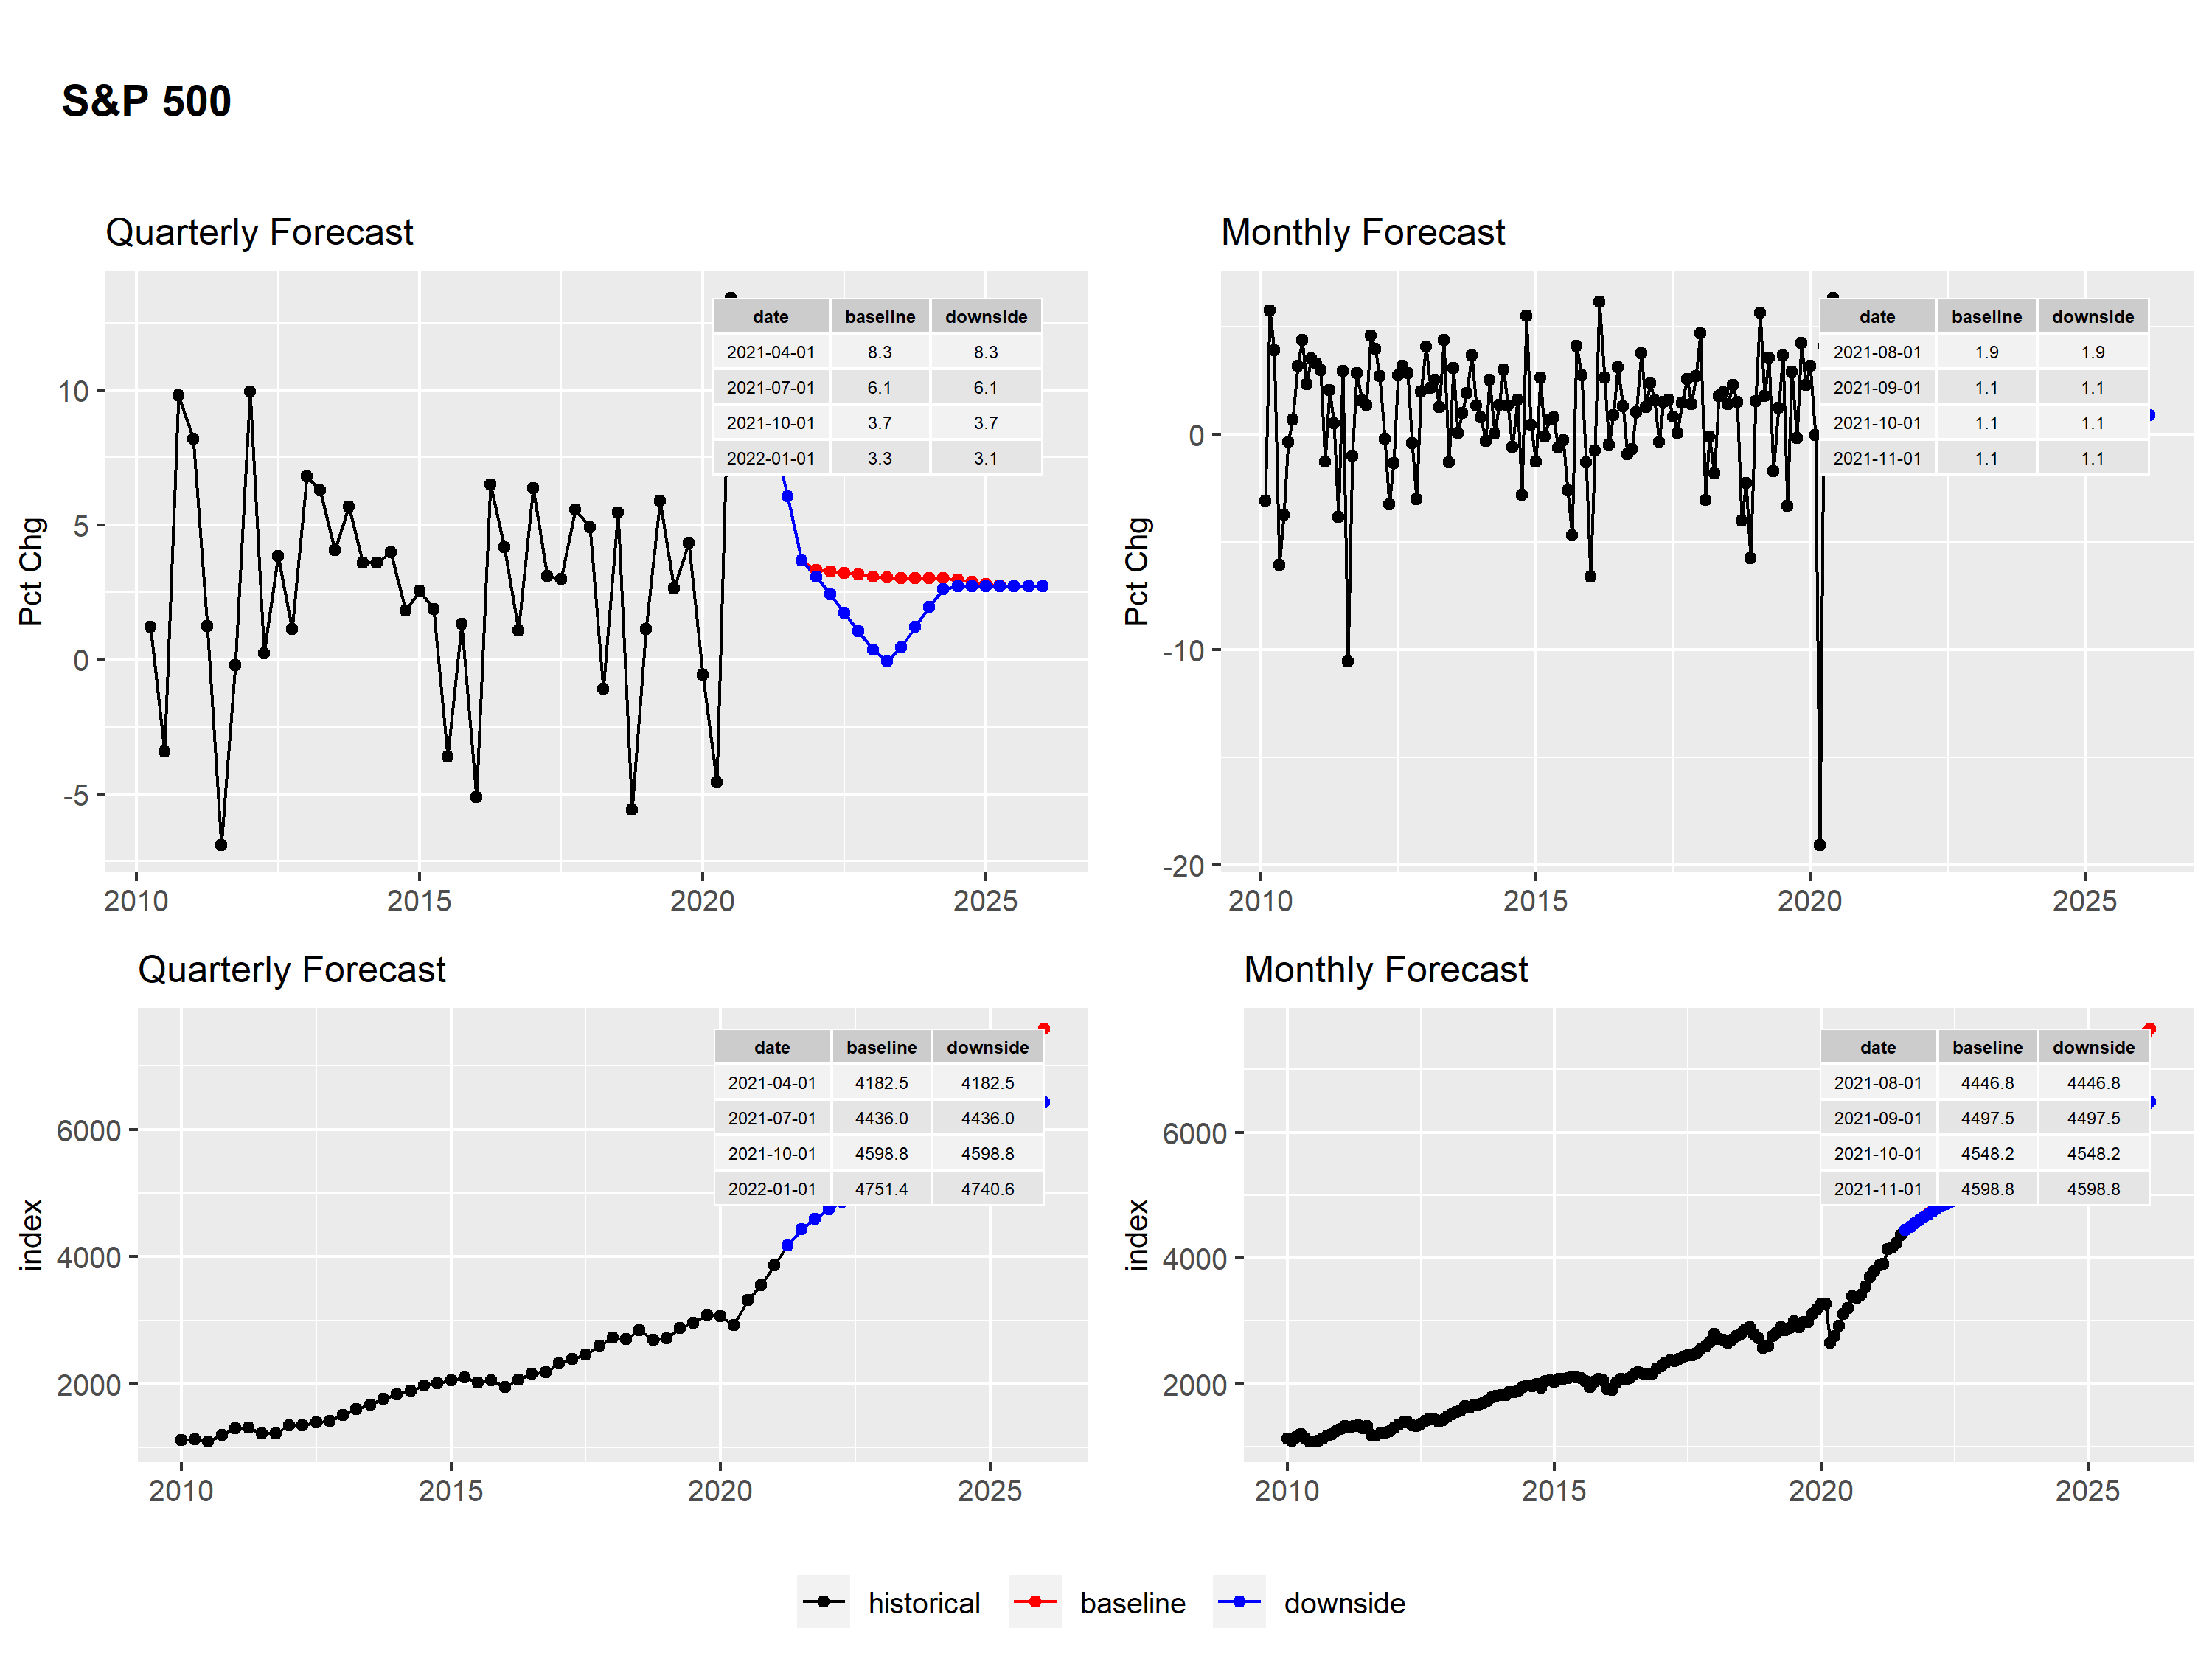 S&P 500
Quarterly Forecast
Pct Chg
10
5
0
-5
2010 2015 2020 2025
date baseline downside
2021-04-01 8.3 8.3
2021-07-01 6.1 6.1
2021-10-01 3.7 3.7
2022-01-01 3.3 3.1
Monthly Forecast
Pct Chg
0
-10
-20
2010 2015 2020 2025
date baseline downside
2021-08-01 1.9 1.9
2021-09-01 1.1 1.1
2021-10-01 1.1 1.1
2021-11-01 1.1 1.1
Quarterly Forecast
index
6000
4000
2000
2010 2015 2020 2025
date baseline downside
2021-04-01 4182.5 4182.5
2021-07-01 4436.0 4436.0
2021-10-01 4598.8 4598.8
2022-01-01 4751.4 4740.6
Monthly Forecast
index
6000
4000
2000
2010 2015 2020 2025
date baseline downside
2021-08-01 4446.8 4446.8
2021-09-01 4497.5 4497.5
2021-10-01 4548.2 4548.2
2021-11-01 4598.8 4598.8
historical baseline downside